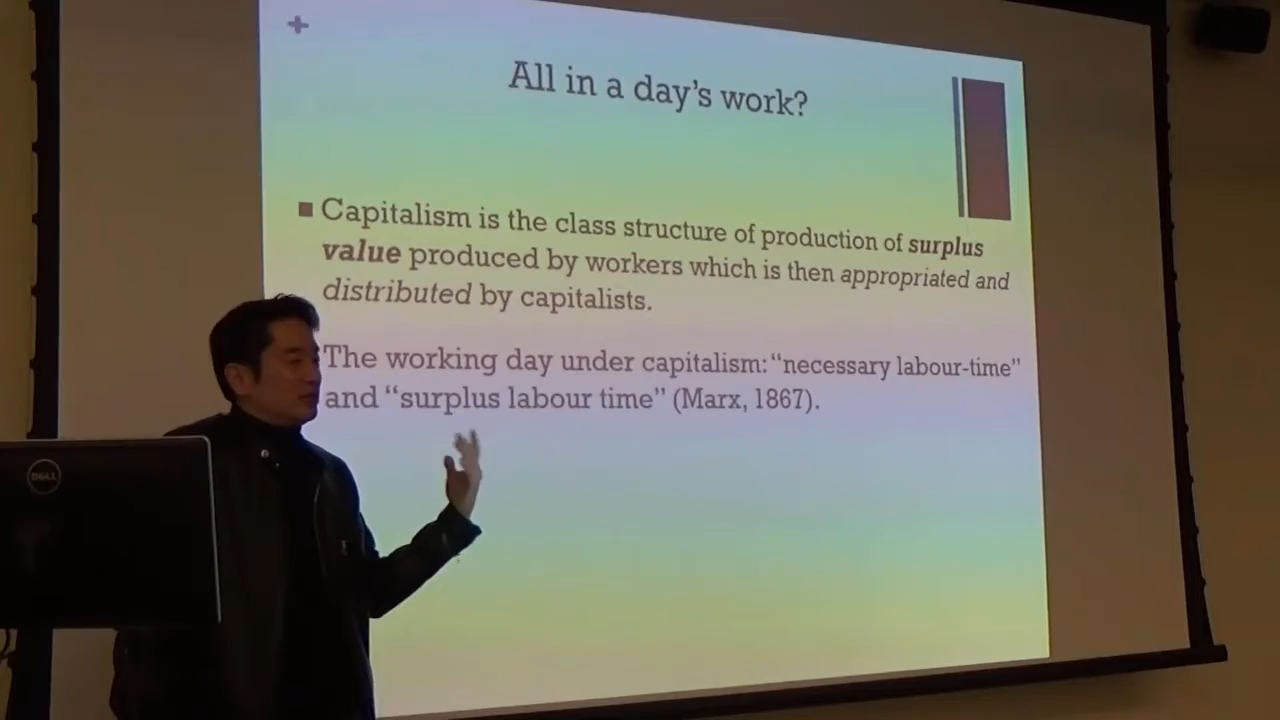 +
All in a day's work?
■ Capitalism is the class structure of production of surplus
value produced by workers which is then appropriated and
distributed by capitalists.
The working day under capitalism: “necessary labour-time”
and “surplus labour time” (Marx, 1867).
DELL